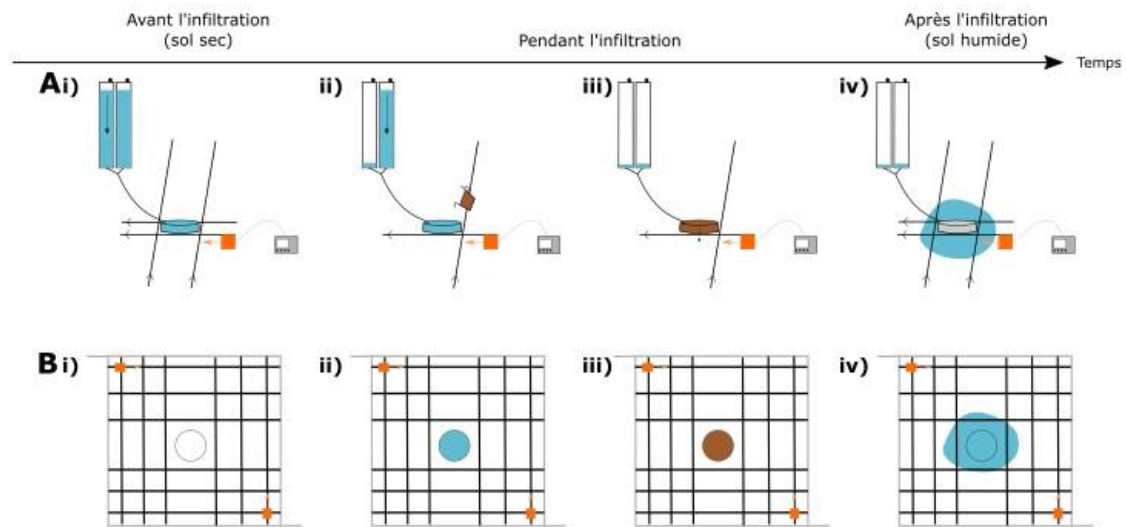 Avant l'infiltration
(sol sec)
Pendant l'infiltration
Après l'infiltration
(sol humide)
Temps
A i)
ii)
iii)
iv)
B i)
ii)
iii)
iv)